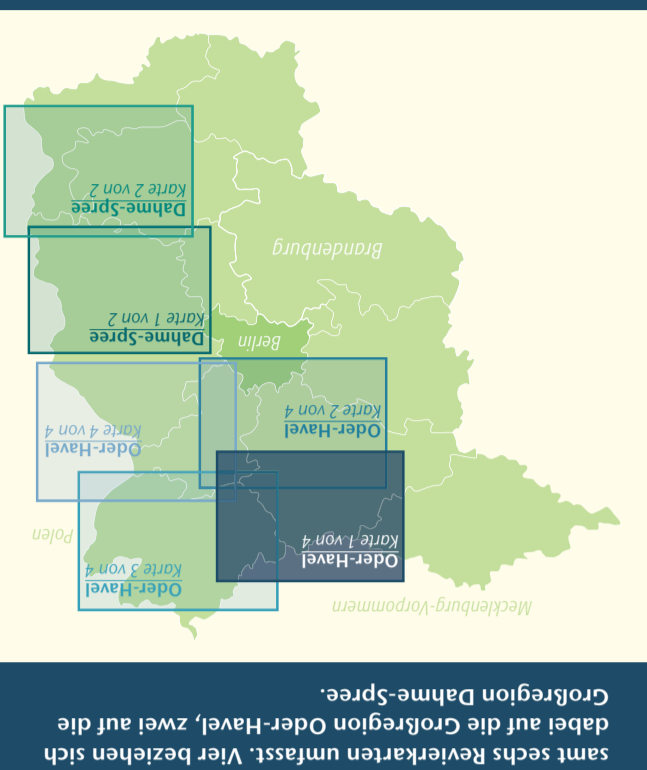 samt sechs Revierkarten umfasst. Vier beziehen sich
dabei auf die Großregion Oder-Havel, zwei auf die
Großregion Dahme-Spree.
Mecklenburg-Vorpommern
Oder-Havel
Karte 1 von 4
Oder-Havel
Karte 3 von 4
Polen
Oder-Havel
Karte 2 von 4
Oder-Havel
Karte 4 von 4
Berlin
Dahme-Spree
Karte 1 von 2
Brandenburg
Dahme-Spree
Karte 2 von 2